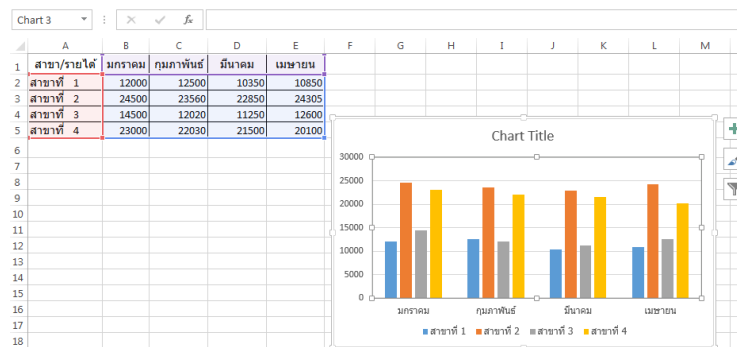 Chart 3
fx
A B C D E F G H I J K L M
1 สาขา/รายได้ มกราคม กุมภาพันธ์ มีนาคม เมษายน
2 สาขาที่ 1 12000 12500 10350 10850
3 สาขาที่ 2 24500 23560 22850 24305
4 สาขาที่ 3 14500 12020 11250 12600
5 สาขาที่ 4 23000 22030 21500 20100
6
7
8
9
10
11
12
13
14
15
16
17
18
Chart Title
30000
25000
20000
15000
10000
5000
0
มกราคม กุมภาพันธ์ มีนาคม เมษายน
สาขาที่ 1 สาขาที่ 2 สาขาที่ 3 สาขาที่ 4